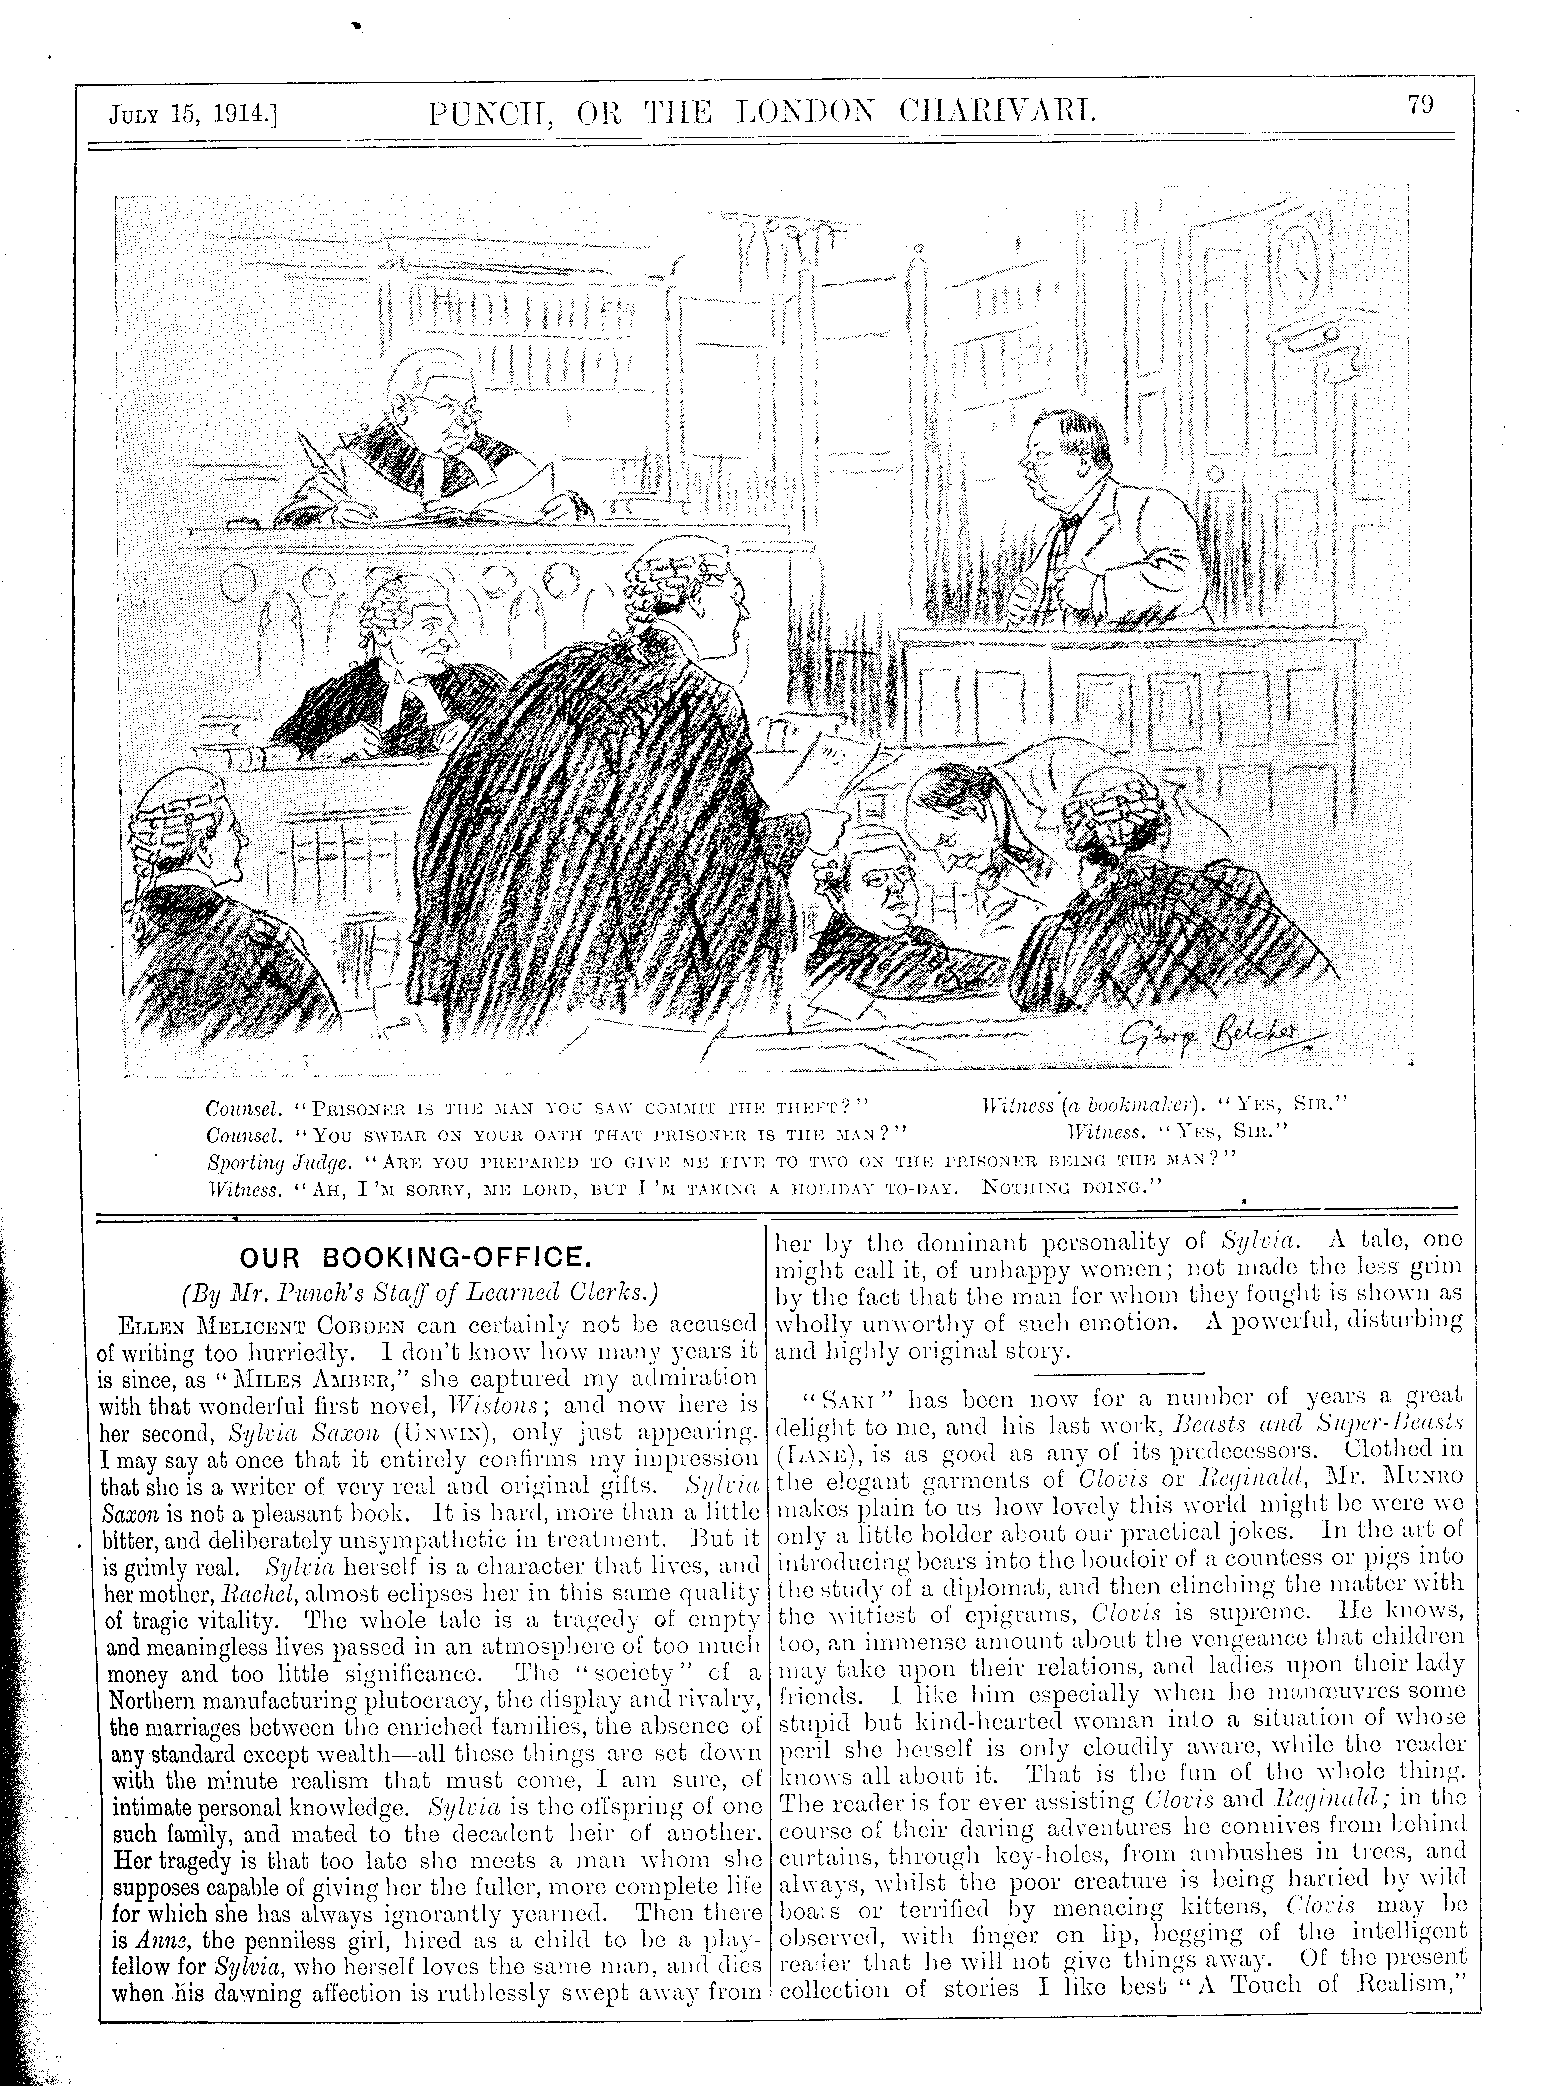 JULY 15, 1914.]
PUNCH, OR THE LONDON CHARIVARI.
79
George Belcher
Counsel. "PRISONER IS THE MAN YOU SAW COMMIT THE THEFT?"
Witness (a bookmaker). "YES, SIR."
Counsel. "YOU SWEAR ON YOUR OATH THAT PRISONER IS THE MAN?"
Witness. "YES, SIR."
Sporting Judge. "ARE YOU PREPARED TO GIVE ME FIVE TO TWO ON THE PRISONER BEING THE MAN?"
Witness. "AH, I'M SORRY, ME LORD, BUT I'M TAKING A HOLIDAY TO-DAY. NOTHING DOING."
OUR BOOKING-OFFICE.
(By Mr. Punch's Staff of Learned Clerks.)
ELLEN MELICENT COBDEN can certainly not be accused
of writing too hurriedly. I don't know how many years it
is since, as "MILES AMBER," she captured my admiration
with that wonderful first novel, Wistons; and now here is
her second, Sylvia Saxon (UNWIN), only just appearing.
I may say at once that it entirely confirms my impression
that she is a writer of very real and original gifts. Sylvia
Saxon is not a pleasant book. It is hard, more than a little
bitter, and deliberately unsympathetic in treatment. But it
is grimly real. Sylvia herself is a character that lives, and
her mother, Rachel, almost eclipses her in this same quality
of tragic vitality. The whole tale is a tragedy of empty
and meaningless lives passed in an atmosphere of too much
money and too little significance. The "society" of a
Northern manufacturing plutocracy, the display and rivalry,
the marriages between the enriched families, the absence of
any standard except wealth—all these things are set down
with the minute realism that must come, I am sure, of
intimate personal knowledge. Sylvia is the offspring of one
such family, and mated to the decadent heir of another.
Her tragedy is that too late she meets a man whom she
supposes capable of giving her the fuller, more complete life
for which she has always ignorantly yearned. Then there
is Anne, the penniless girl, hired as a child to be a play-
fellow for Sylvia, who herself loves the same man, and dies
when his dawning affection is ruthlessly swept away from
her by the dominant personality of Sylvia. A tale, one
might call it, of unhappy women; not made the less grim
by the fact that the man for whom they fought is shown as
wholly unworthy of such emotion. A powerful, disturbing
and highly original story.
"SAKI" has been now for a number of years a great
delight to me, and his last work, Beasts and Super-Beasts
(LANE), is as good as any of its predecessors. Clothed in
the elegant garments of Clovis or Reginald, Mr. MUNRO
makes plain to us how lovely this world might be were we
only a little bolder about our practical jokes. In the art of
introducing bears into the boudoir of a countess or pigs into
the study of a diplomat, and then clinching the matter with
the wittiest of epigrams, Clovis is supreme. He knows,
too, an immense amount about the vengeance that children
may take upon their relations, and ladies upon their lady
friends. I like him especially when he manœuvres some
stupid but kind-hearted woman into a situation of whose
peril she herself is only cloudily aware, while the reader
knows all about it. That is the fun of the whole thing.
The reader is for ever assisting Clovis and Reginald; in the
course of their daring adventures he connives from behind
curtains, through key-holes, from ambushes in trees, and
always, whilst the poor creature is being harried by wild
boars or terrified by menacing kittens, Clovis may be
observed, with finger on lip, begging of the intelligent
reader that he will not give things away. Of the present
collection of stories I like best "A Touch of Realism,"